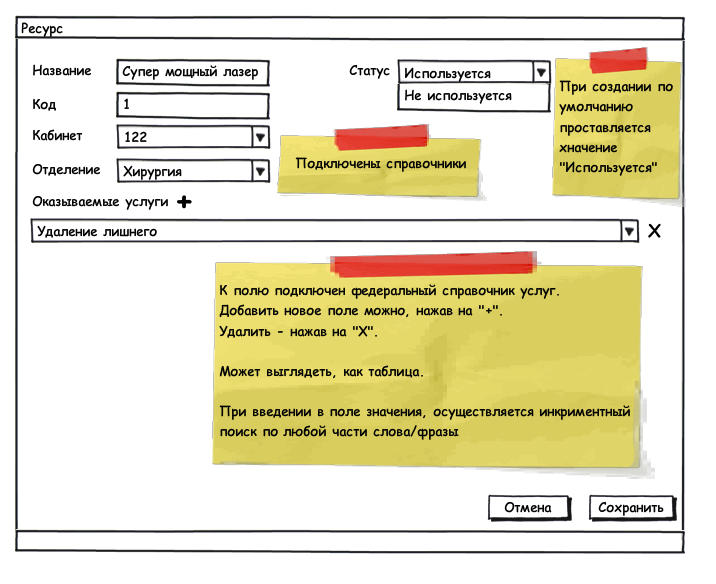 Ресурс
Название
Супер мощный лазер
Статус
Используется
Не используется
Код
1
Кабинет
122
Отделение
Хирургия
При создании по
умолчанию
проставляется
хначение
"Используется"
Подключены справочники
Оказываемые услуги +
Удаление лишнего
X
К полю подключен федеральный справочник услуг.
Добавить новое поле можно, нажав на "+".
Удалить - нажав на "X".
Может выглядеть, как таблица.
При введении в поле значения, осуществляется инкриментный
поиск по любой части слова/фразы
Отмена
Сохранить